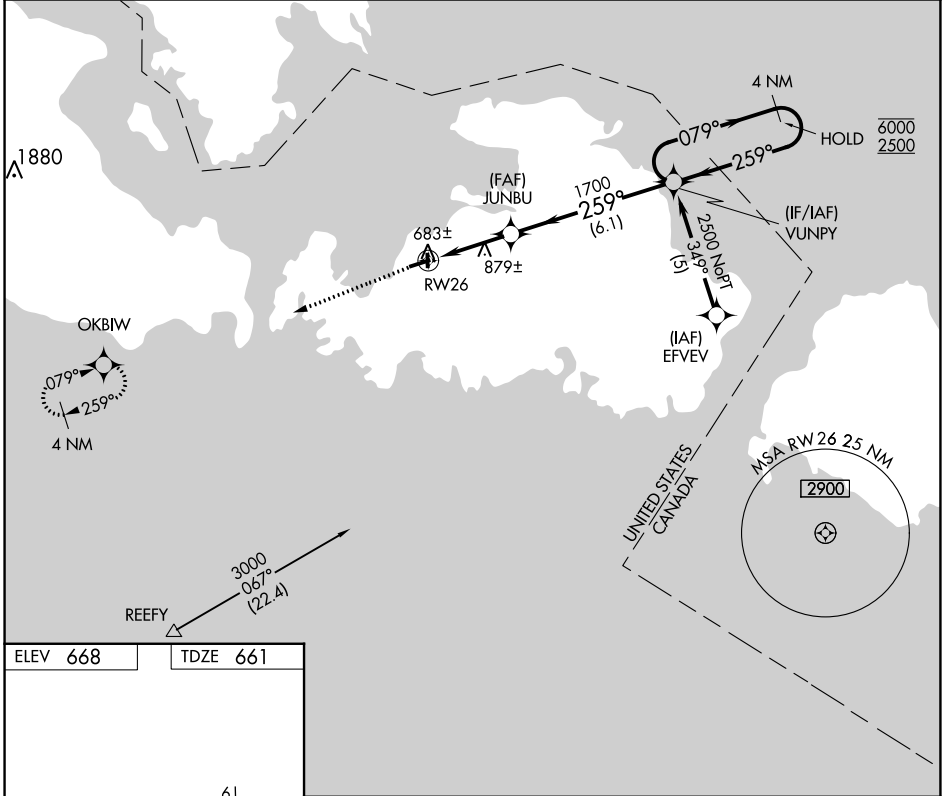 4 NM
079°
HOLD
6000
2500
259°
1880
(FAF)
JUNBU
1700
259°
(6.1)
(IF/IAF)
VUNPY
683±
879±
RW26
2500 NoPT
349°
(5)
OKBIW
(IAF)
EFVEV
079°
259°
4 NM
MSA RW26 25 NM
2900
UNITED STATES
CANADA
3000
067°
(22.4)
REEFY
ELEV 668
TDZE 661